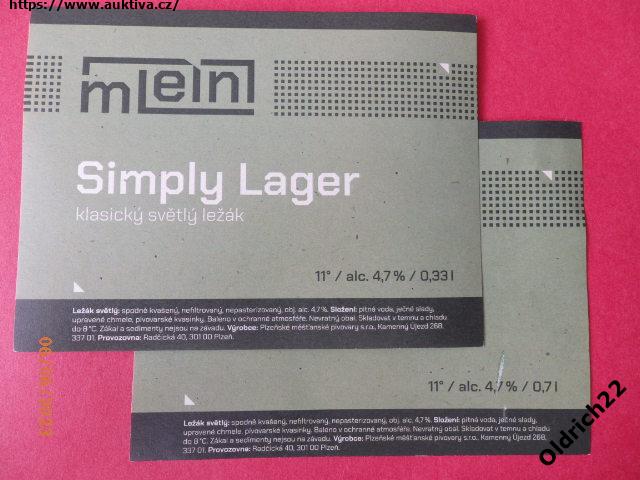 https://www.auktiva.cz/
mlein
Simply Lager
klasický světlý ležák
11° / alc. 4,7 % / 0,33 l
Ležák světlý: spodně kvašený, nefiltrovaný, nepasterizovaný, obj. alc. 4,7%. Složení: pitná voda, ječné slady,
upravené chmele, pivovarské kvasinky. Baleno v ochranné atmosféře. Nevratný obal. Skladovat v temnu a chladu
do 8 °C. Zákal a sedimenty nejsou na závadu. Výrobce: Plzeňské měšťanské pivovary s.r.o., Kamenný Újezd 268,
337 01. Provozovna: Radčická 40, 301 00 Plzeň.
11° / alc. 4,7 % / 0,7 l
Ležák světlý: spodně kvašený, nefiltrovaný, nepasterizovaný, obj. alc. 4,7%. Složení: pitná voda, ječné slady,
upravené chmele, pivovarské kvasinky. Baleno v ochranné atmosféře. Nevratný obal. Skladovat v temnu a chladu
do 8 °C. Zákal a sedimenty nejsou na závadu. Výrobce: Plzeňské měšťanské pivovary s.r.o., Kamenný Újezd 268,
337 01. Provozovna: Radčická 40, 301 00 Plzeň.
Oldrich22